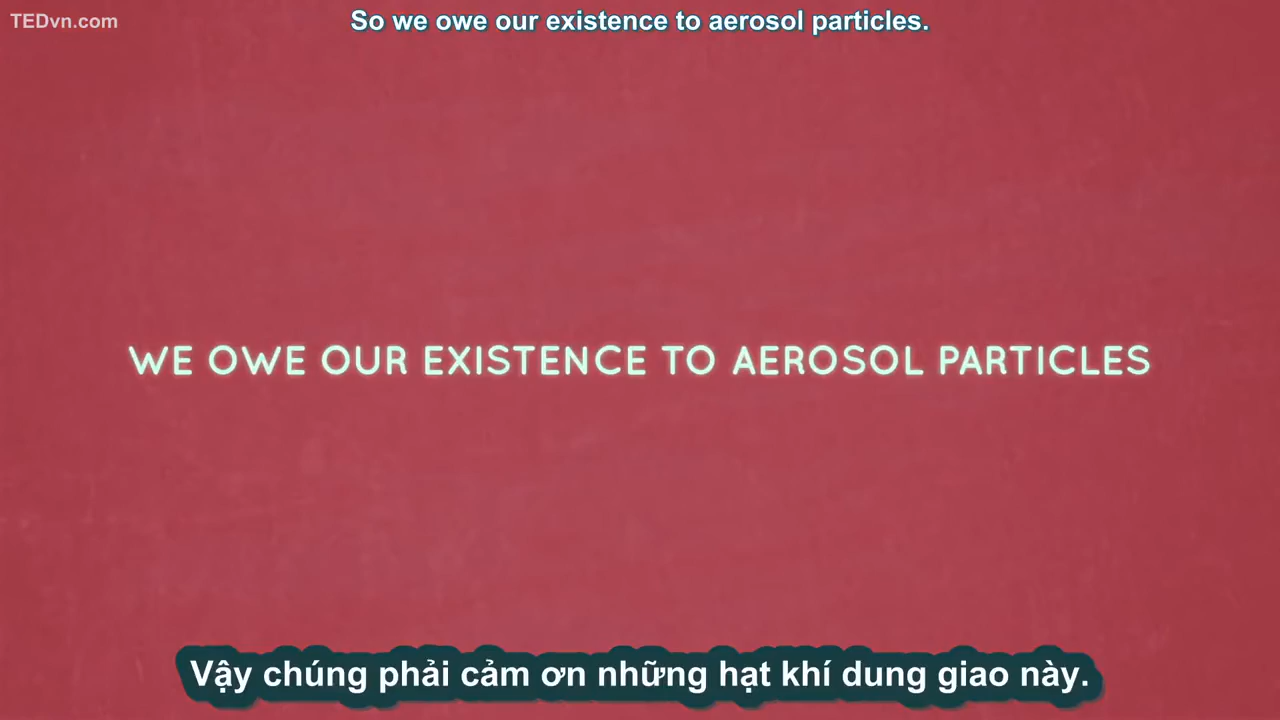 TEDvn.com
So we owe our existence to aerosol particles.
WE OWE OUR EXISTENCE TO AEROSOL PARTICLES
Vậy chúng phải cảm ơn những hạt khí dung giao này.